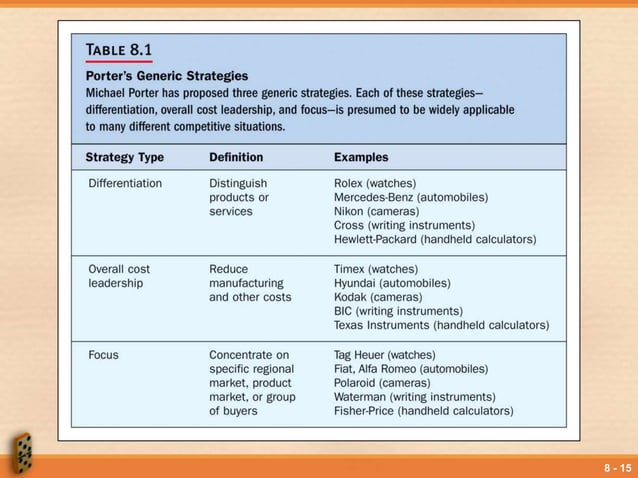 TABLE 8.1
Porter's Generic Strategies
Michael Porter has proposed three generic strategies. Each of these strategies—
differentiation, overall cost leadership, and focus—is presumed to be widely applicable
to many different competitive situations.
Strategy Type Definition Examples
Differentiation Distinguish Rolex (watches)
products or Mercedes-Benz (automobiles)
services Nikon (cameras)
Cross (writing instruments)
Hewlett-Packard (handheld calculators)
Overall cost Reduce Timex (watches)
leadership manufacturing Hyundai (automobiles)
and other costs Kodak (cameras)
BIC (writing instruments)
Texas Instruments (handheld calculators)
Focus Concentrate on Tag Heuer (watches)
specific regional Fiat, Alfa Romeo (automobiles)
market, product Polaroid (cameras)
market, or group Waterman (writing instruments)
of buyers Fisher-Price (handheld calculators)
8 - 15